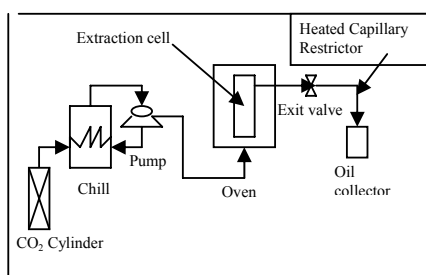 Heated Capillary
Restrictor
Extraction cell
Exit valve
Pump
Oil
collector
Oven
Chill
CO₂ Cylinder